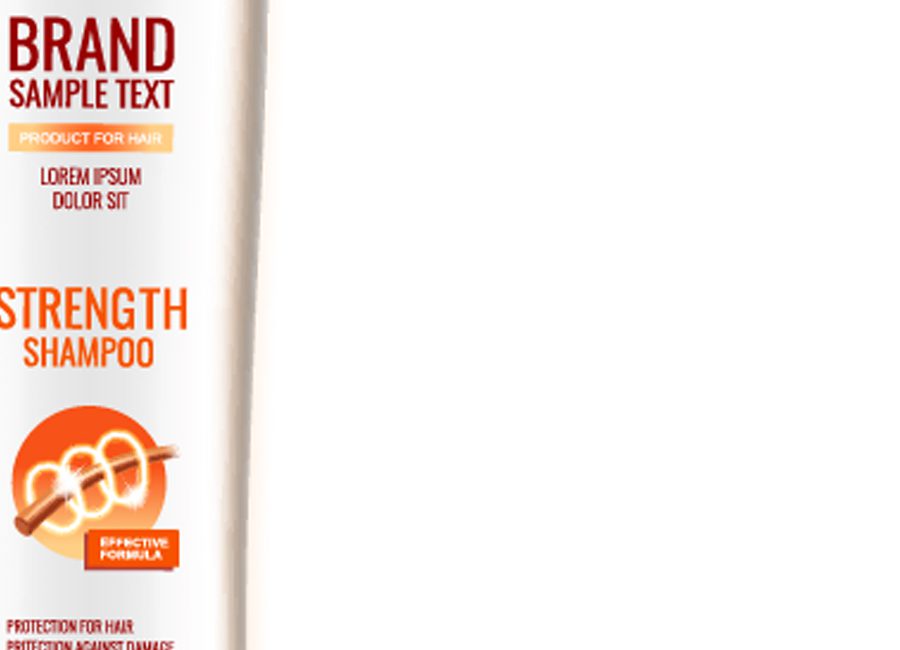 BRAND
SAMPLE TEXT
PRODUCT FOR HAIR
LOREM IPSUM
DOLOR SIT
STRENGTH
SHAMPOO
EFFECTIVE
FORMULA
PROTECTION FOR HAIR
PROTECTION AGAINST DAMAGE